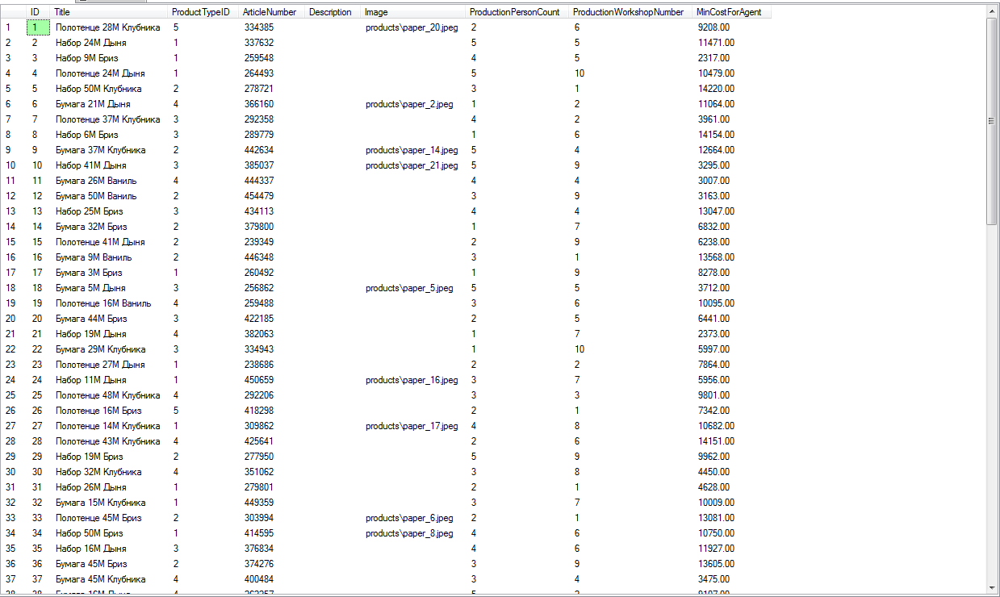 ID Title ProductTypeID ArticleNumber Description Image ProductionPersonCount ProductionWorkshopNumber MinCostForAgent
1 1 Полотенце 28М Клубника 5 334385 products\paper_20.jpeg 2 6 9208.00
2 2 Набор 24М Дыня 1 337632 5 5 11471.00
3 3 Набор 9М Бриз 1 259548 4 5 2317.00
4 4 Полотенце 24М Дыня 1 264493 5 10 10479.00
5 5 Набор 50М Клубника 2 278721 3 1 14220.00
6 6 Бумага 21М Дыня 4 366160 products\paper_2.jpeg 1 2 11064.00
7 7 Полотенце 37М Клубника 3 292358 4 2 3961.00
8 8 Набор 6М Бриз 3 289779 1 6 14154.00
9 9 Бумага 37М Клубника 2 442634 products\paper_14.jpeg 5 4 12664.00
10 10 Набор 41М Дыня 3 385037 products\paper_21.jpeg 5 9 3295.00
11 11 Бумага 26М Ваниль 4 444337 4 4 3007.00
12 12 Бумага 50М Ваниль 2 454479 3 9 3163.00
13 13 Набор 25М Бриз 3 434113 4 4 13047.00
14 14 Бумага 32М Бриз 2 379800 1 7 6832.00
15 15 Полотенце 41М Дыня 2 239349 2 9 6238.00
16 16 Бумага 9М Ваниль 2 446348 3 1 13568.00
17 17 Бумага 3М Бриз 1 260492 1 9 8278.00
18 18 Бумага 5М Дыня 3 256862 products\paper_5.jpeg 5 5 3712.00
19 19 Полотенце 16М Ваниль 4 259488 3 6 10095.00
20 20 Бумага 44М Бриз 3 422185 2 5 6441.00
21 21 Набор 19М Дыня 4 382063 1 7 2373.00
22 22 Бумага 29М Клубника 3 334943 1 10 5997.00
23 23 Полотенце 27М Дыня 1 238686 2 2 7864.00
24 24 Набор 11М Дыня 1 450659 products\paper_16.jpeg 3 7 5956.00
25 25 Полотенце 48М Клубника 4 292206 3 3 9801.00
26 26 Полотенце 16М Бриз 5 418298 2 1 7342.00
27 27 Полотенце 14М Клубника 1 309862 products\paper_17.jpeg 4 8 10682.00
28 28 Полотенце 43М Клубника 4 425641 2 6 14151.00
29 29 Набор 19М Бриз 2 277950 5 9 9962.00
30 30 Набор 32М Клубника 4 351062 3 8 4450.00
31 31 Набор 26М Дыня 1 279801 2 1 4628.00
32 32 Бумага 15М Клубника 1 449359 3 7 10009.00
33 33 Полотенце 45М Бриз 2 303994 products\paper_6.jpeg 2 1 13081.00
34 34 Набор 50М Бриз 1 414595 products\paper_8.jpeg 4 6 10750.00
35 35 Набор 16М Дыня 3 376834 4 6 11927.00
36 36 Бумага 45М Бриз 2 374276 3 9 13605.00
37 37 Бумага 45М Клубника 4 400484 3 4 3475.00